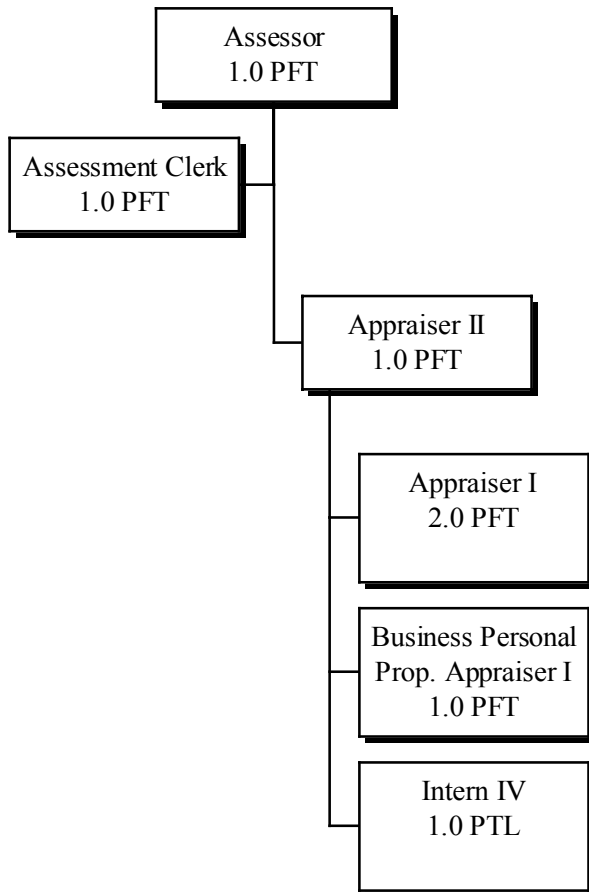 Assessor
1.0 PFT
Assessment Clerk
1.0 PFT
Appraiser II
1.0 PFT
Appraiser I
2.0 PFT
Business Personal
Prop. Appraiser I
1.0 PFT
Intern IV
1.0 PTL